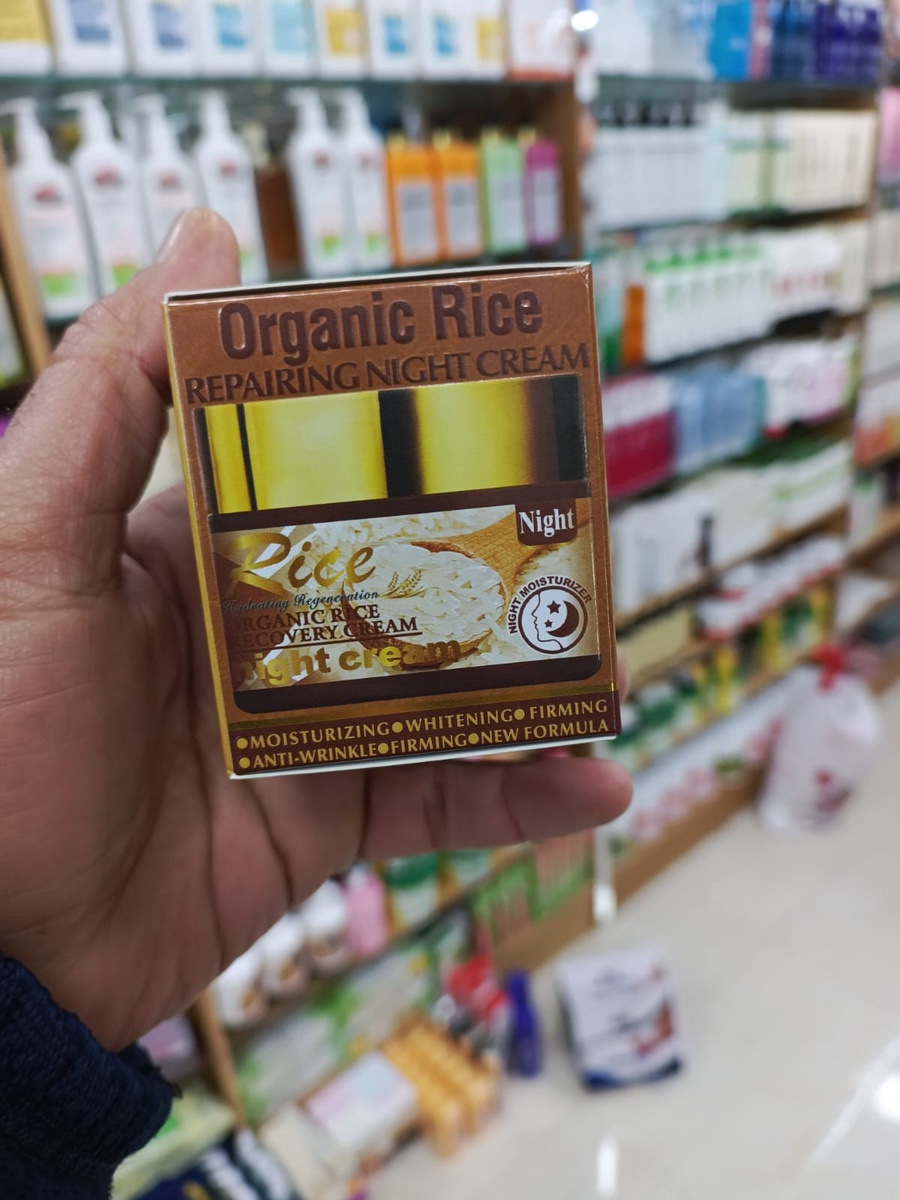 Organic Rice
REPAIRING NIGHT CREAM
Night
Rice
Hydrating Regeneration
ORGANIC RICE
RECOVERY CREAM
night cream
NIGHT MOISTURIZER
●MOISTURIZING●WHITENING●FIRMING
●ANTI-WRINKLE●FIRMING●NEW FORMULA